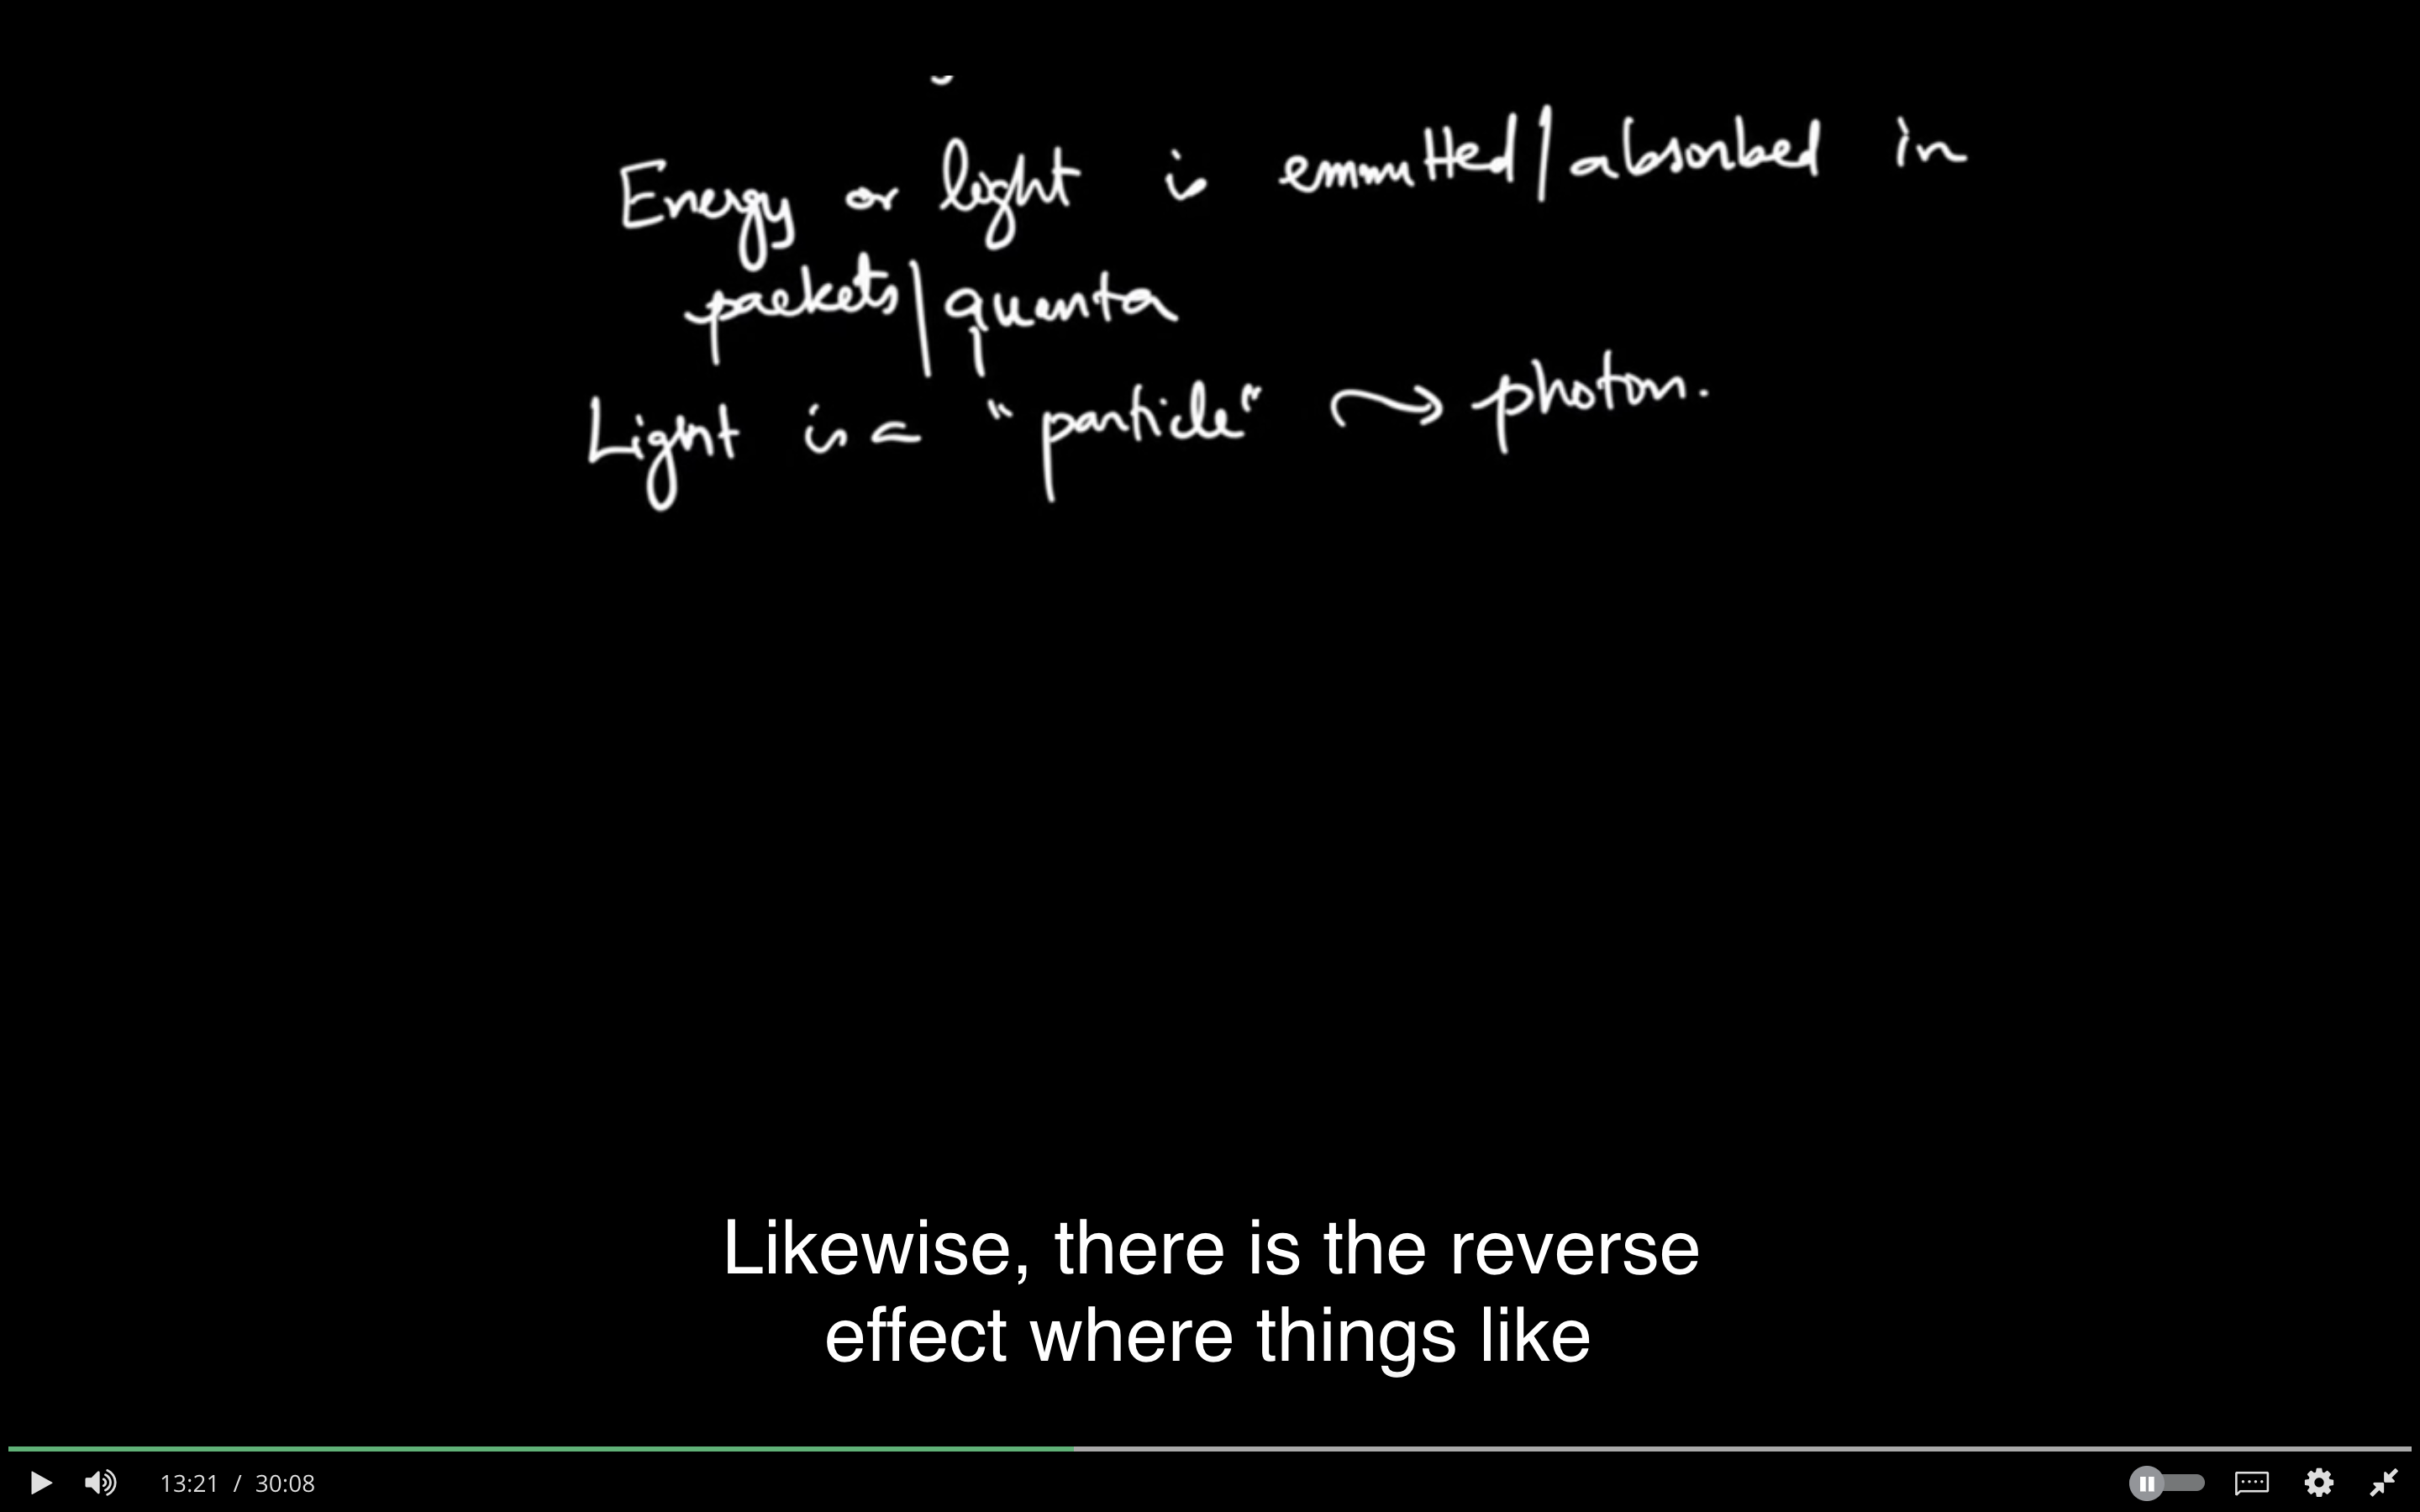 Energy or light is emmitted/absorbed in
packets/quanta
Light is a "particle" → photon.
Likewise, there is the reverse
effect where things like
13:21 / 30:08